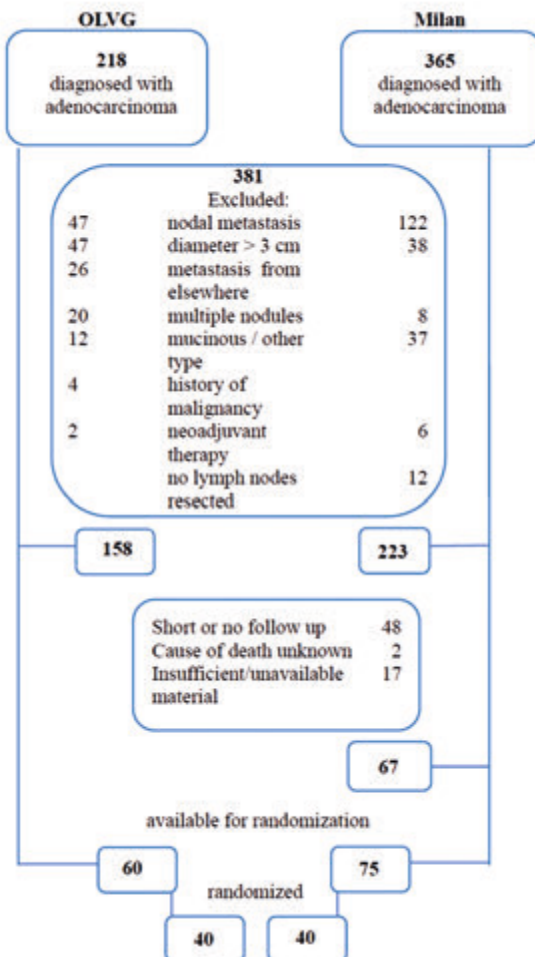 OLVG Milan
218 365
diagnosed with diagnosed with
adenocarcinoma adenocarcinoma
381
Excluded:
47 nodal metastasis 122
47 diameter > 3 cm 38
26 metastasis from
elsewhere
20 multiple nodules 8
12 mucinous / other 37
type
4 history of
malignancy
2 neoadjuvant 6
therapy
no lymph nodes 12
resected
158 223
Short or no follow up 48
Cause of death unknown 2
Insufficient/unavailable 17
material
67
available for randomization
60 75
randomized
40 40